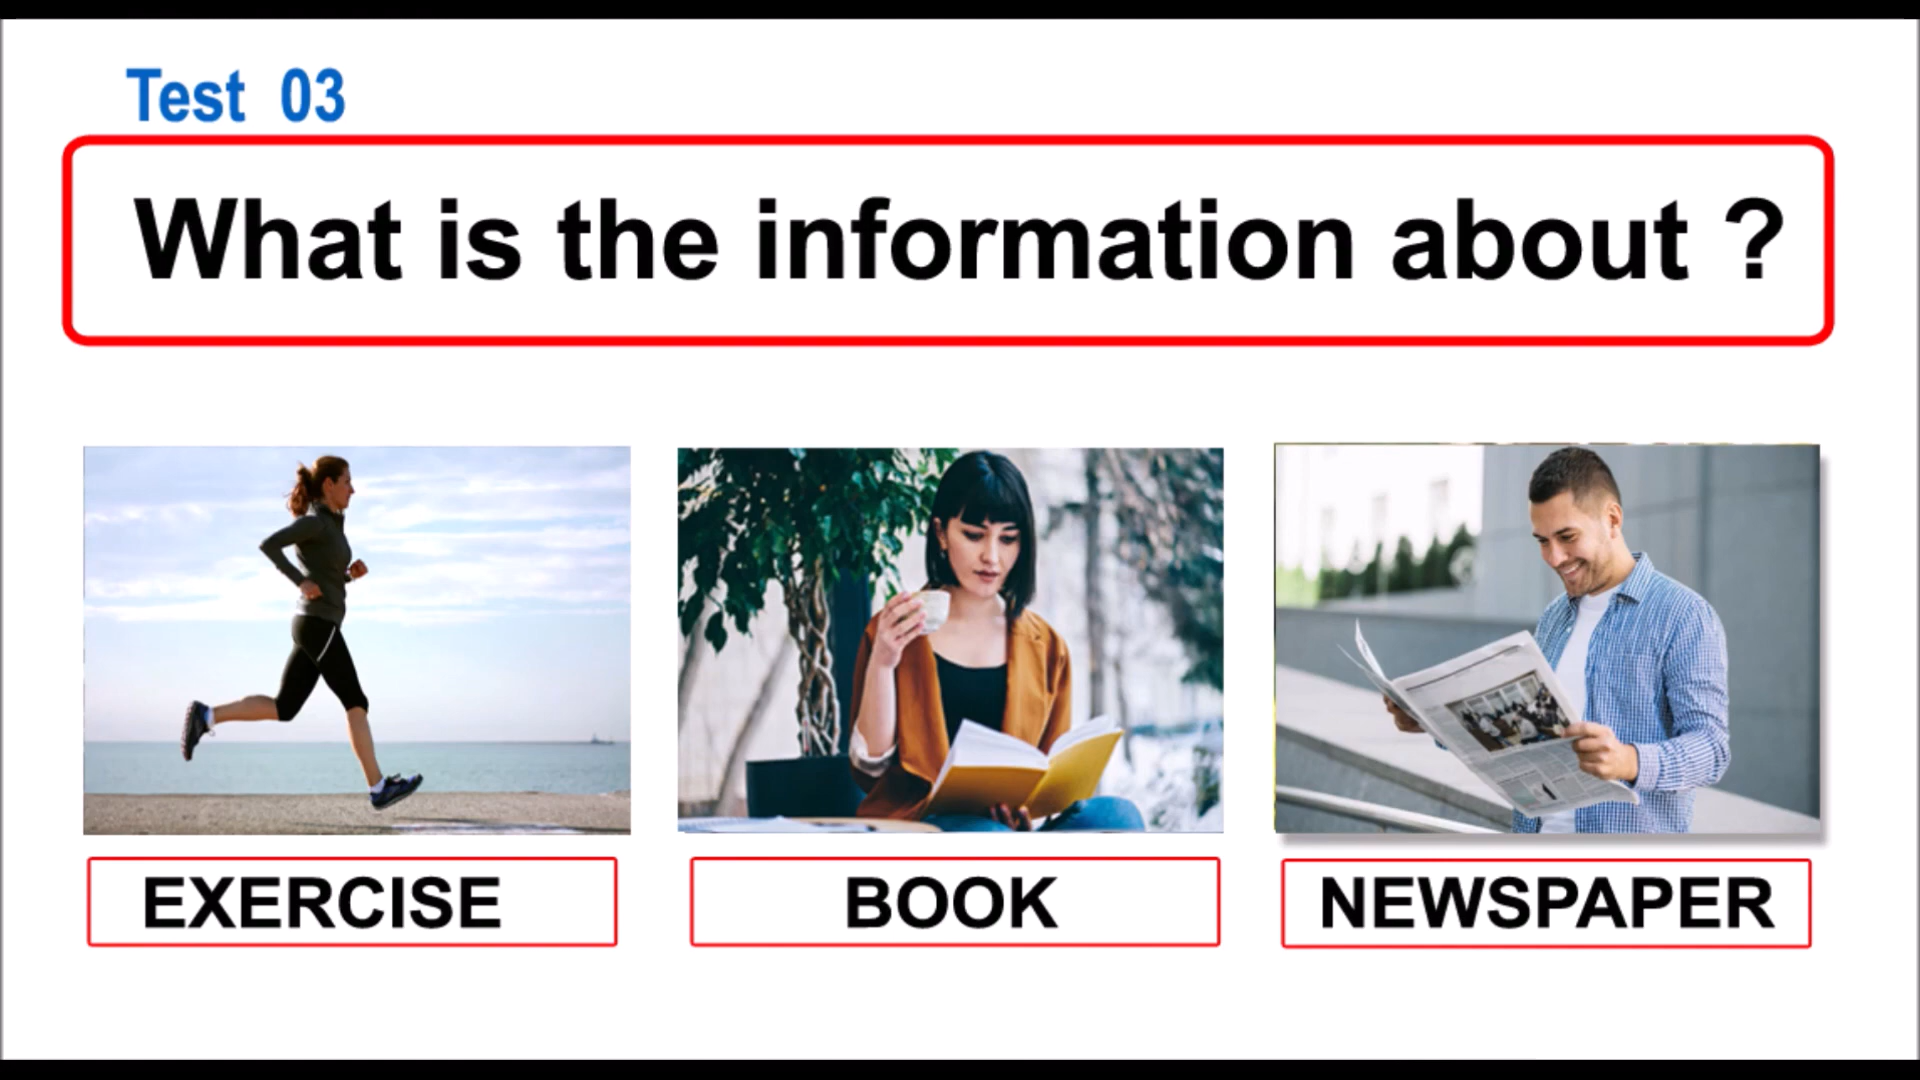 Test 03
What is the information about ?
EXERCISE
BOOK
NEWSPAPER